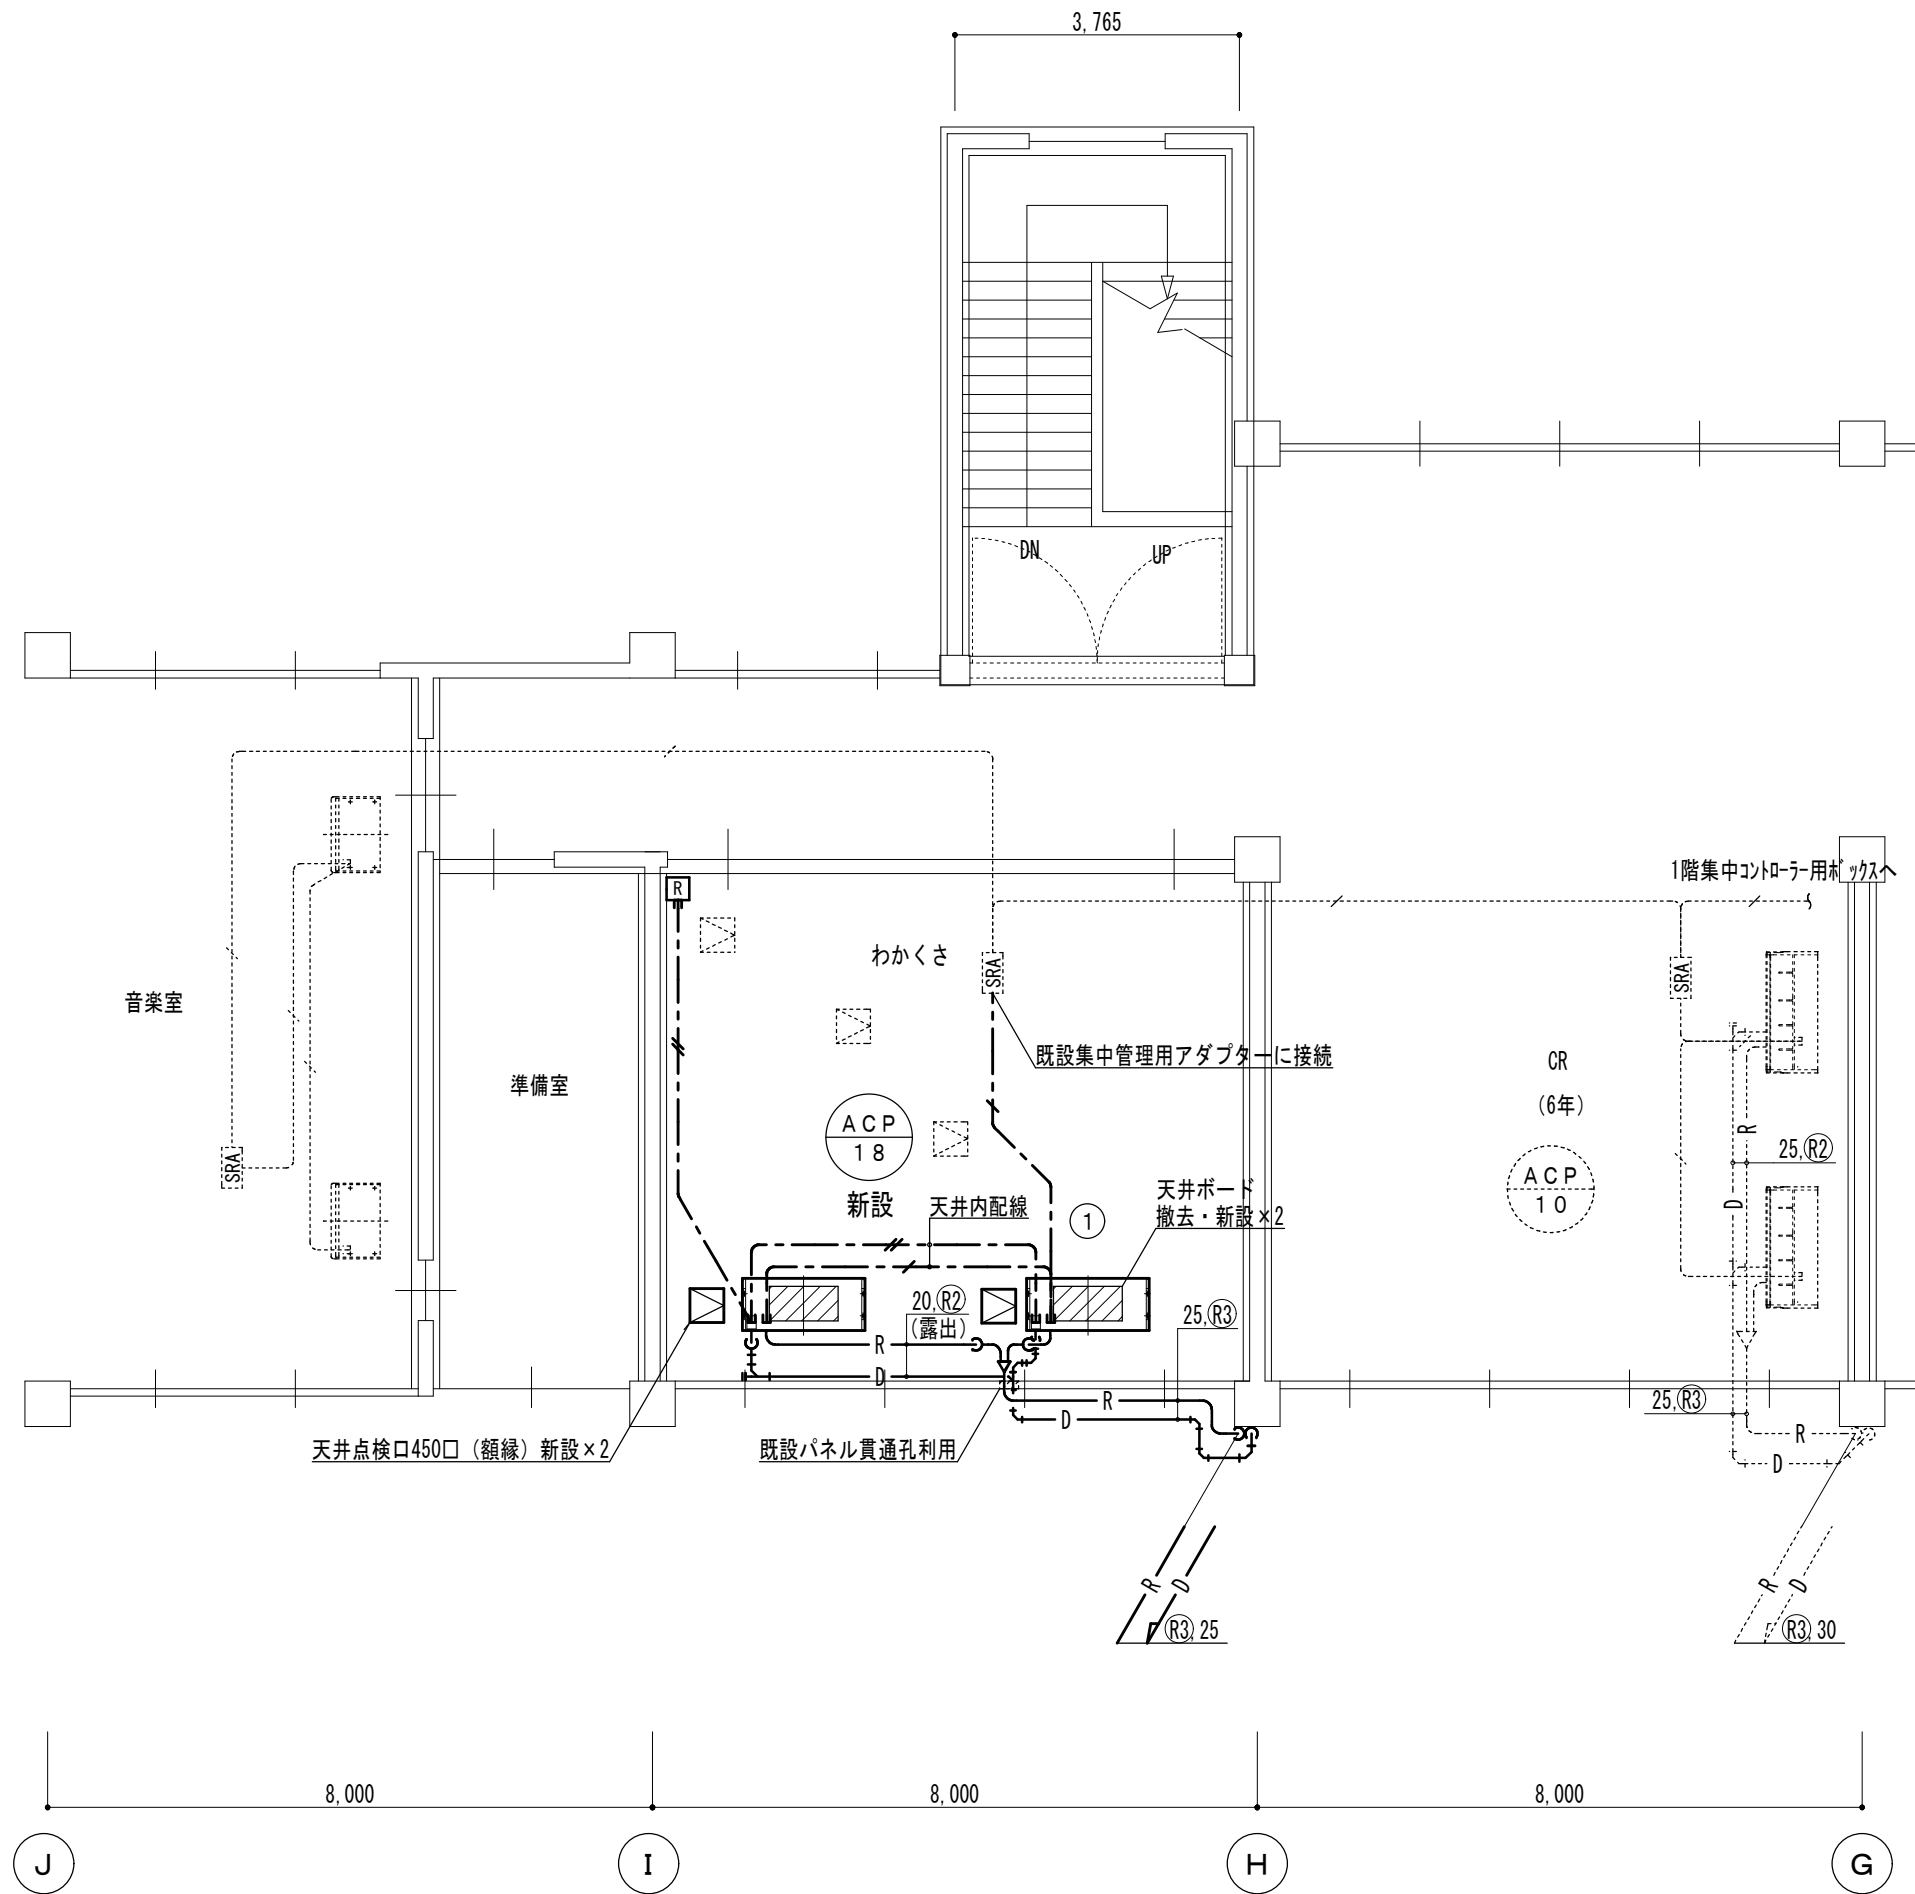 3,765
DN
UP
1階集中コントローラー用ボックスへ
R
わかくさ
SRA
SRA
音楽室
既設集中管理用アダプターに接続
CR
(6年)
準備室
ACP
18
新設
SRA
R
25,R2
ACP
10
D
天井ボード
撤去・新設×2
天井内配線
1
20,R2
(露出)
25,R3
R
D
R
D
25,R3
R
D
天井点検口450□（額縁）新設×2
既設パネル貫通孔利用
R
D
R3,25
R
D
R3,30
8,000
8,000
8,000
J
I
H
G